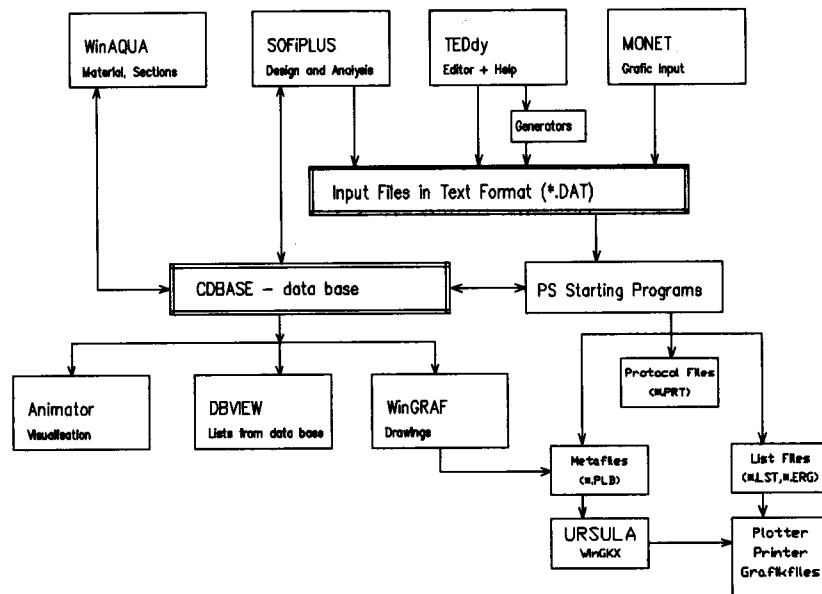 WinAQUA
Material, Sections
SOFiPLUS
Design and Analysis
TEDdy
Editor + Help
MONET
Grafic Input
Generators
Input Files in Text Format (*.DAT)
CDBASE – data base
PS Starting Programs
Protocol Files
(*.PRT)
Animator
Visualisation
DBVIEW
Lists from data base
WinGRAF
Drawings
Metafiles
(*.PLB)
List Files
(*.LST,*.ERG)
URSULA
WinGKX
Plotter
Printer
Grafikfiles